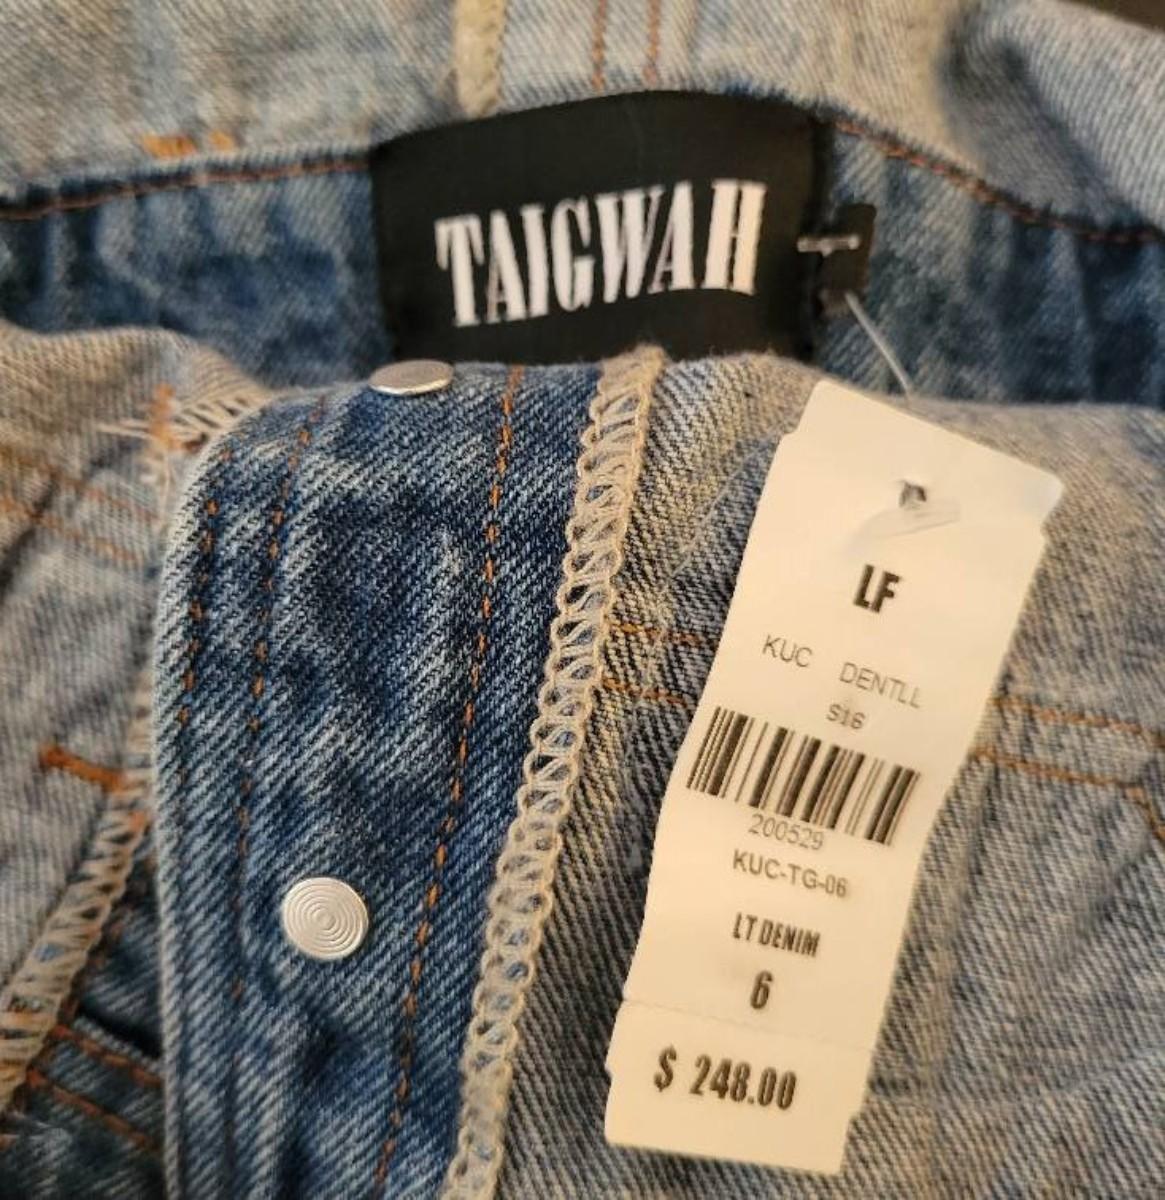 TAIGWAH
LF
KUC DENTLL
S16
200529
KUC-TG-06
LT DENIM
6
$ 248.00